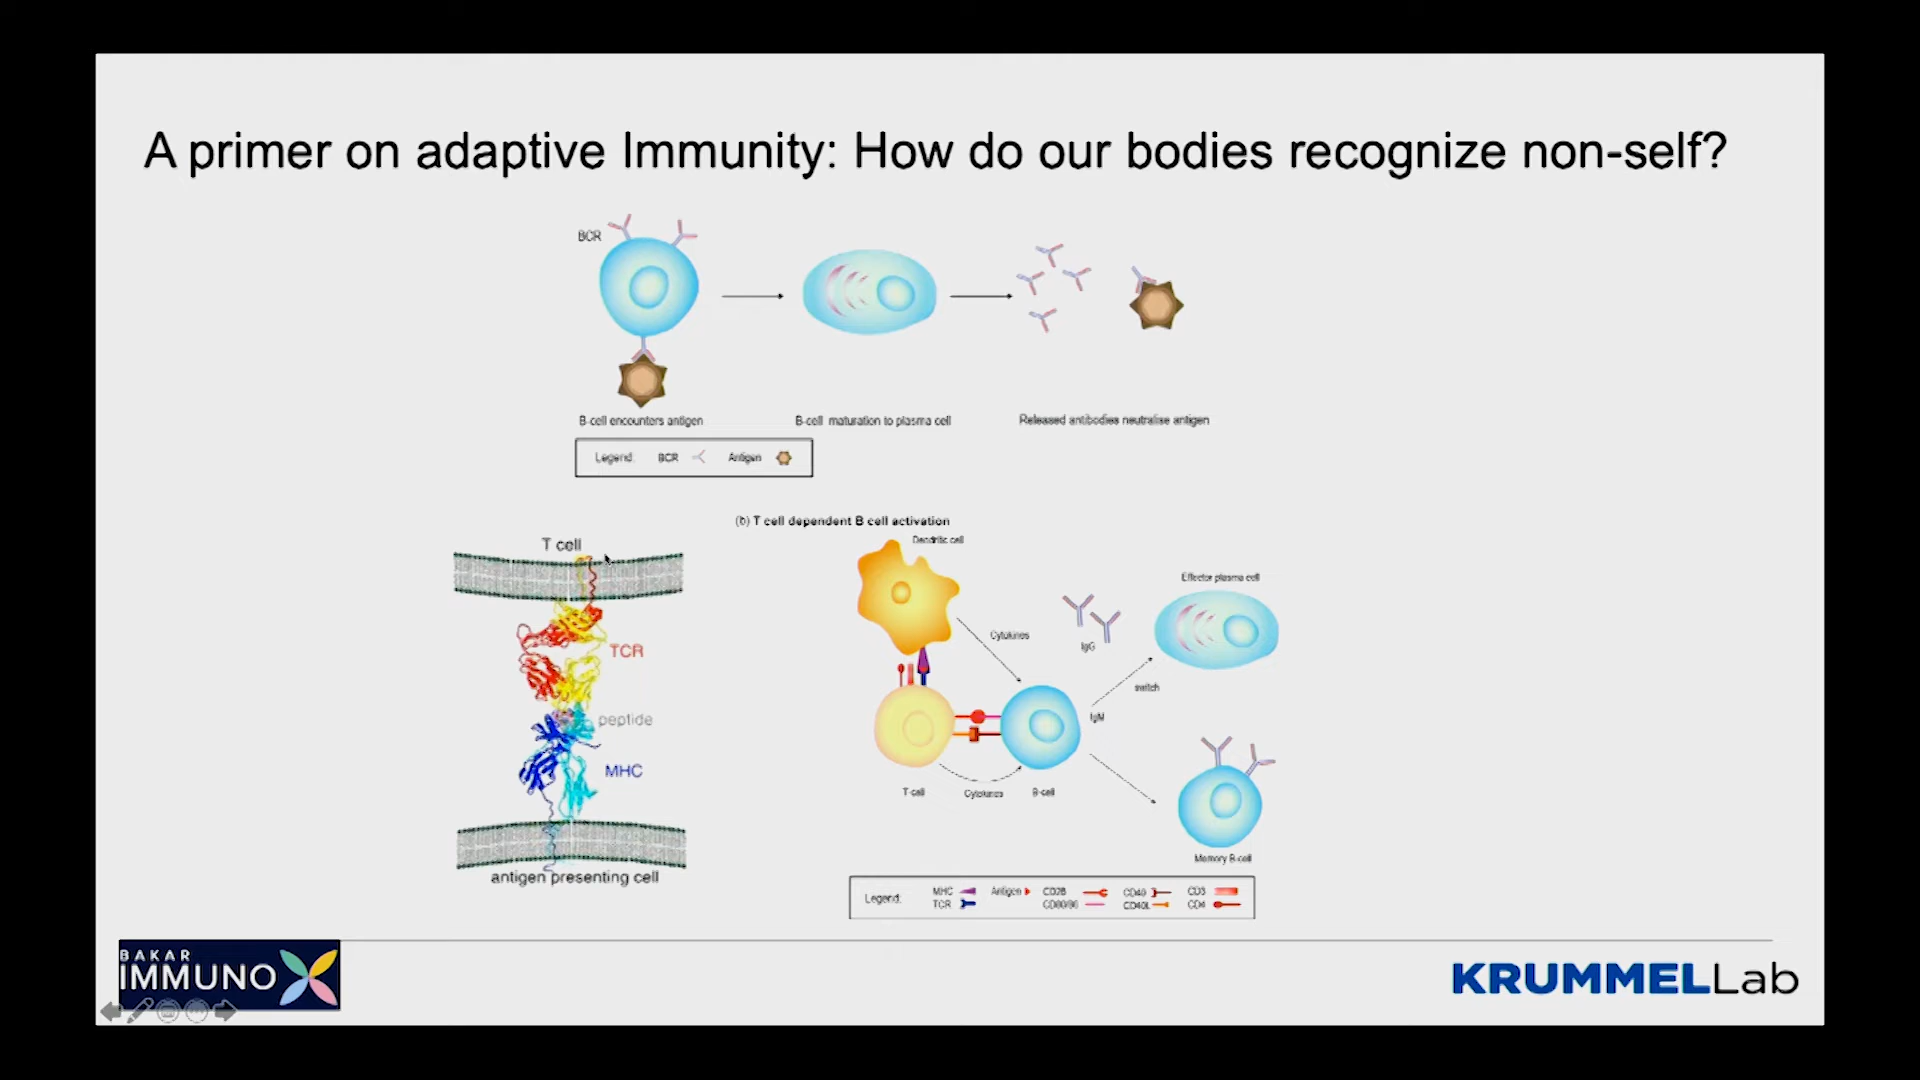 A primer on adaptive Immunity: How do our bodies recognize non-self?
BCR
B-cell encounters antigen
B-cell maturation to plasma cell
Released antibodies neutralise antigen
Legend: BCR Antigen
(b) T cell dependent B cell activation
T cell
TCR
peptide
MHC
antigen presenting cell
Dendritic cell
Cytokines
IgG
Effector plasma cell
switch
IgM
T-cell
Cytokines
B-cell
Memory B-cell
Legend: MHC Antigen CD28 CD40 CD3
TCR CD80/86 CD40L CD4
BAKAR
IMMUNO
KRUMMELLab